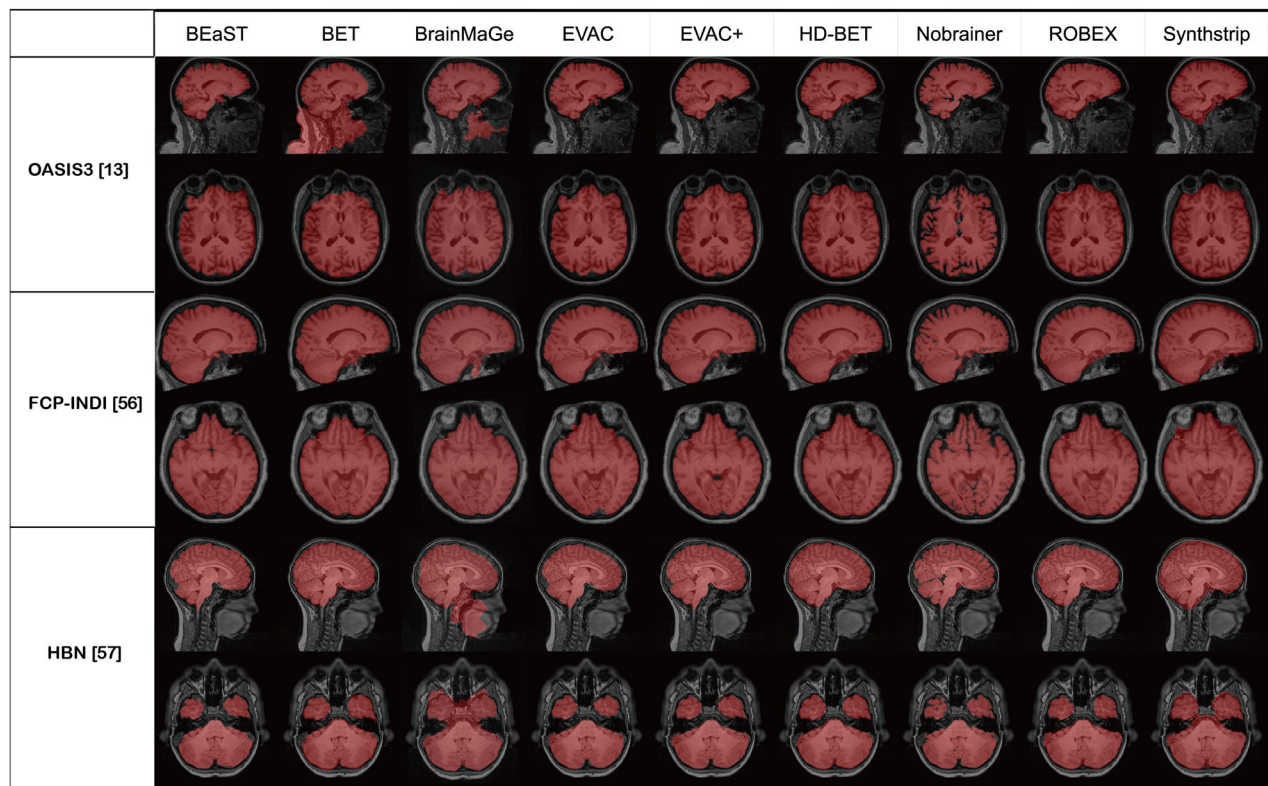 BEaST BET BrainMaGe EVAC EVAC+ HD-BET Nobrainer ROBEX Synthstrip
OASIS3 [13]
FCP-INDI [56]
HBN [57]